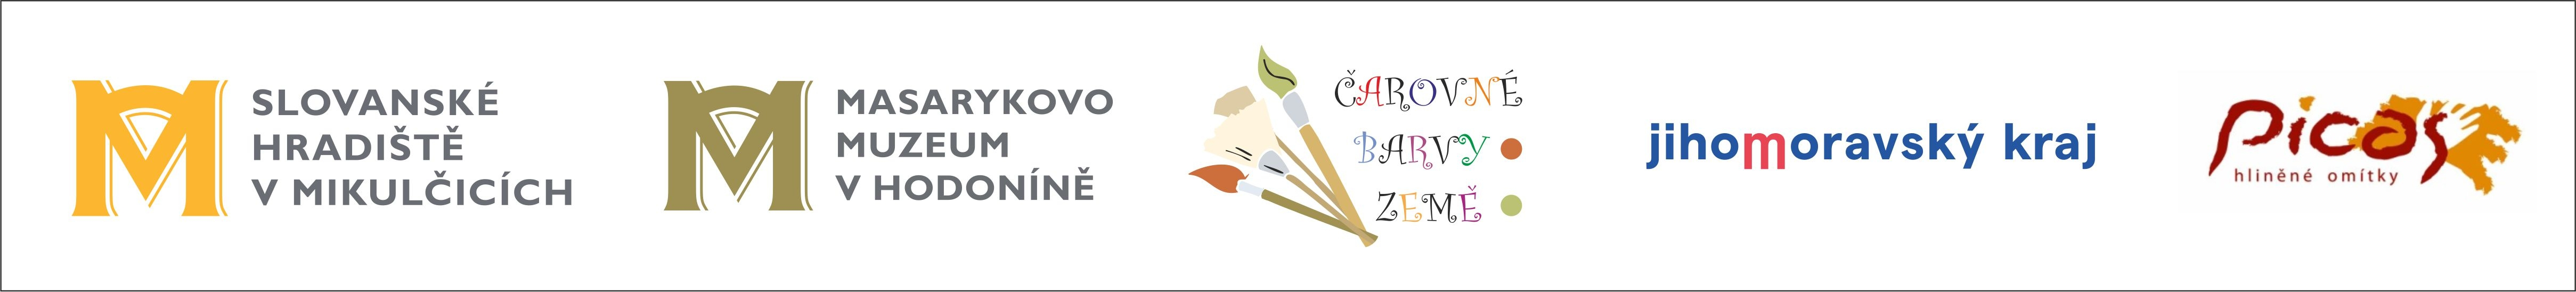 SLOVANSKÉ
HRADIŠTĚ
V MIKULČICÍCH
MASARYKOVO
MUZEUM
V HODONÍNĚ
ČAROVNÉ
BARVY
ZEMĚ
jihomoravský kraj
picas
hliněné omítky